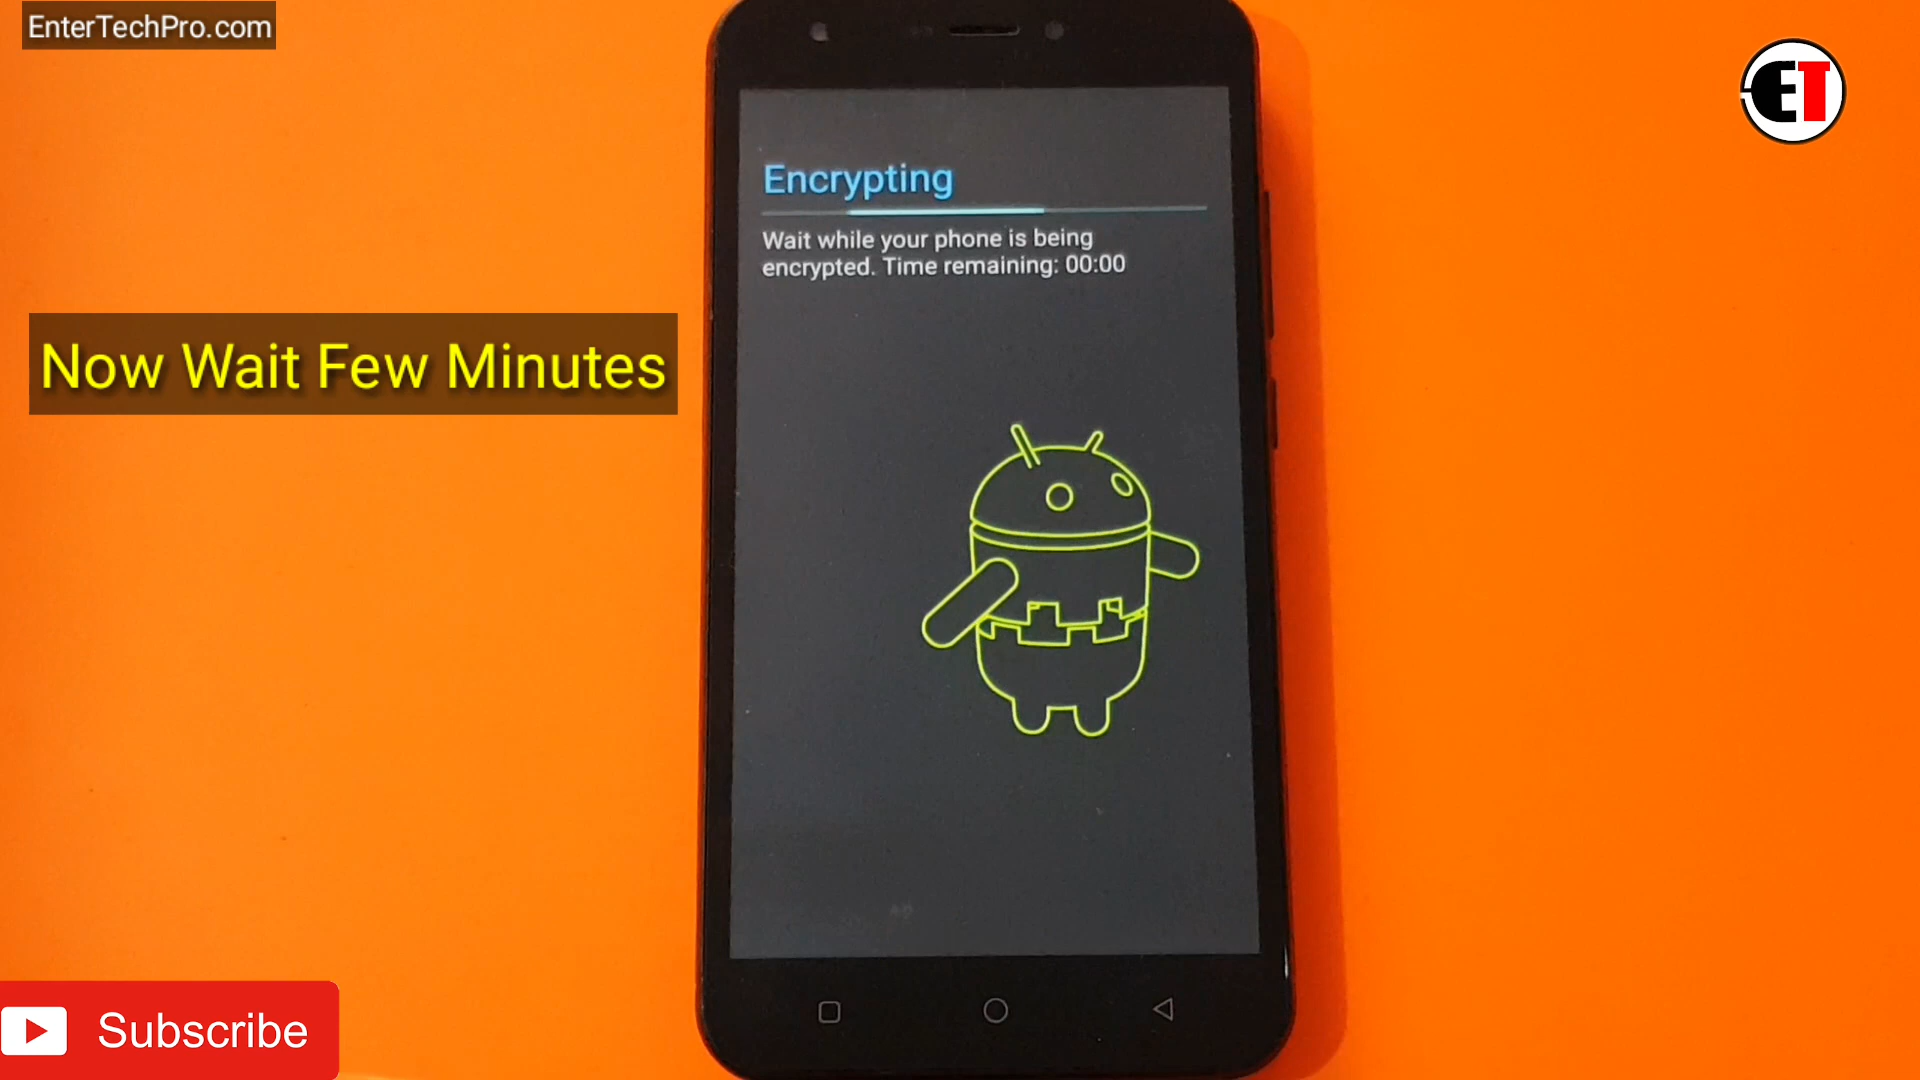 EnterTechPro.com
ET
Encrypting
Wait while your phone is being
encrypted. Time remaining: 00:00
Now Wait Few Minutes
Subscribe